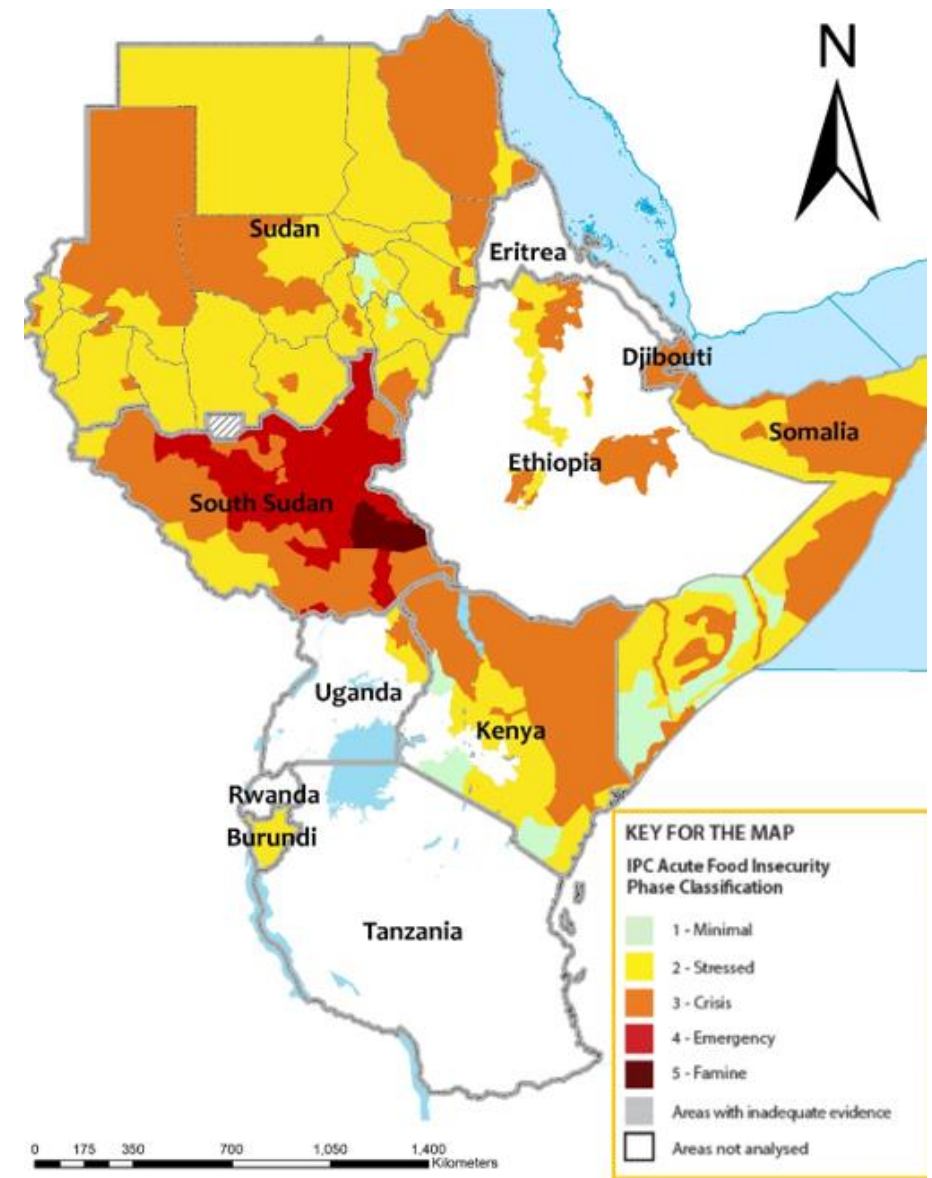 N
Sudan
Eritrea
Djibouti
Somalia
Ethiopia
South Sudan
Uganda
Kenya
Rwanda
Burundi
Tanzania
KEY FOR THE MAP
IPC Acute Food Insecurity
Phase Classification
1 - Minimal
2 - Stressed
3 - Crisis
4 - Emergency
5 - Famine
Areas with inadequate evidence
Areas not analysed
0 175 350 700 1,050 1,400
Kilometers